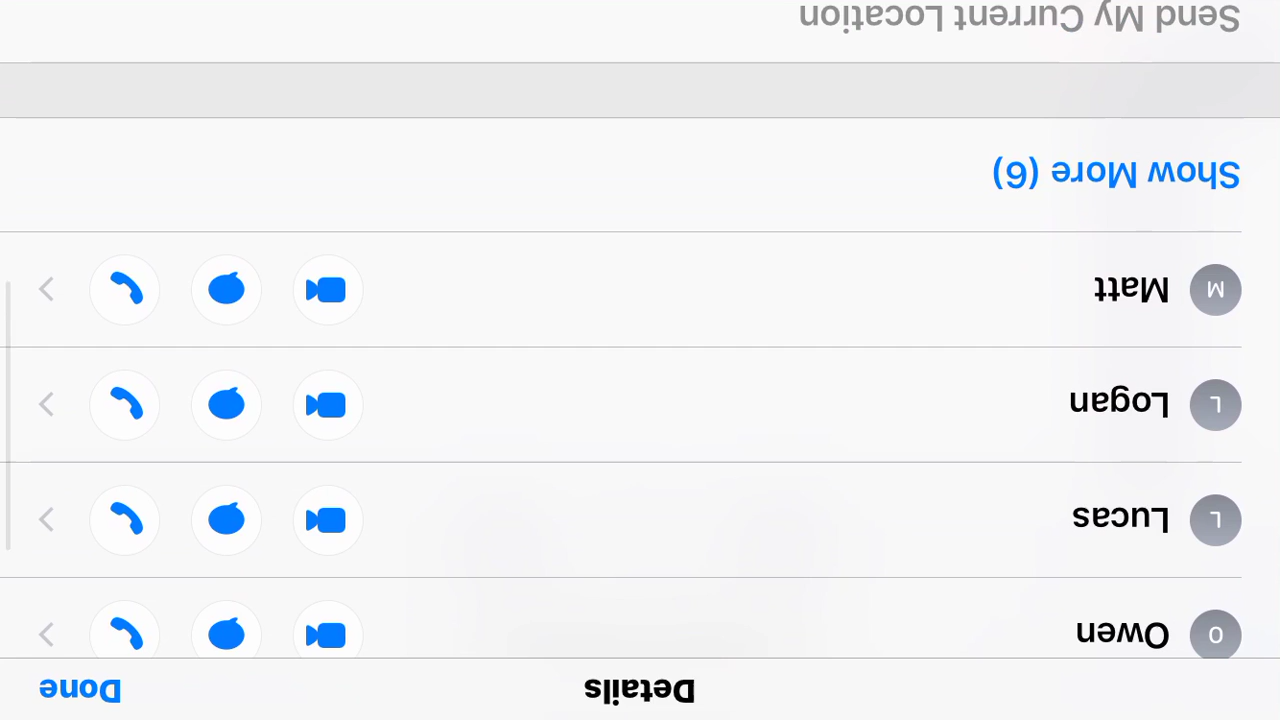 Details
Done
O
Owen
L
Lucas
L
Logan
M
Matt
Show More (6)
Send My Current Location